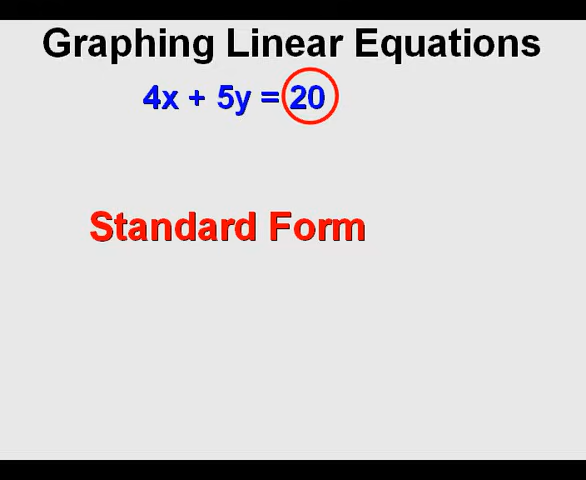 Graphing Linear Equations
4x + 5y = 20
Standard Form